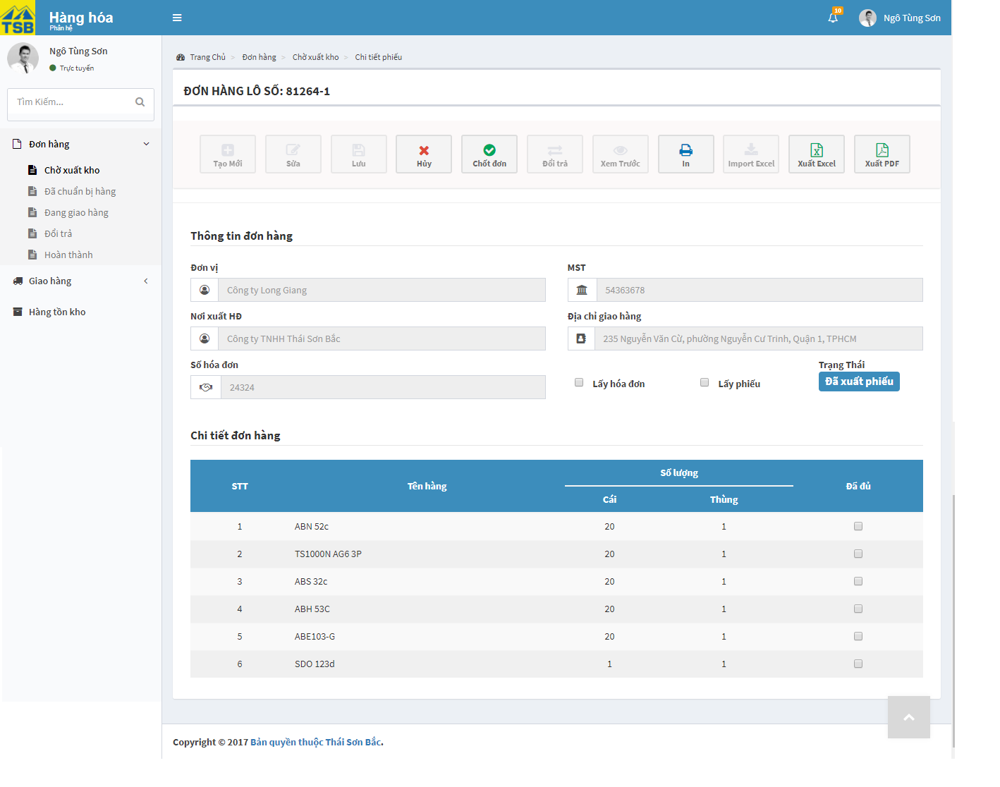 TSB
Hàng hóa
Phân hệ
10
Ngô Tùng Sơn
Ngô Tùng Sơn
Trực tuyến
Tìm Kiếm...
Đơn hàng
Chờ xuất kho
Đã chuẩn bị hàng
Đang giao hàng
Đổi trả
Hoàn thành
Giao hàng
Hàng tồn kho
Trang Chủ > Đơn hàng > Chờ xuất kho > Chi tiết phiếu
ĐƠN HÀNG LÔ SỐ: 81264-1
Tạo Mới Sửa Lưu Hủy Chốt đơn Đổi trả Xem Trước In Import Excel Xuất Excel Xuất PDF
Thông tin đơn hàng
Đơn vị MST
Công ty Long Giang 54363678
Nơi xuất HĐ Địa chỉ giao hàng
Công ty TNHH Thái Sơn Bắc 235 Nguyễn Văn Cừ, phường Nguyễn Cư Trinh, Quận 1, TPHCM
Số hóa đơn Trạng Thái
24324 Lấy hóa đơn Lấy phiếu Đã xuất phiếu
Chi tiết đơn hàng
STT Tên hàng Số lượng Đã đủ
Cái Thùng
1 ABN 52c 20 1
2 TS1000N AG6 3P 20 1
3 ABS 32c 20 1
4 ABH 53C 20 1
5 ABE103-G 20 1
6 SDO 123d 1 1
Copyright © 2017 Bản quyền thuộc Thái Sơn Bắc.